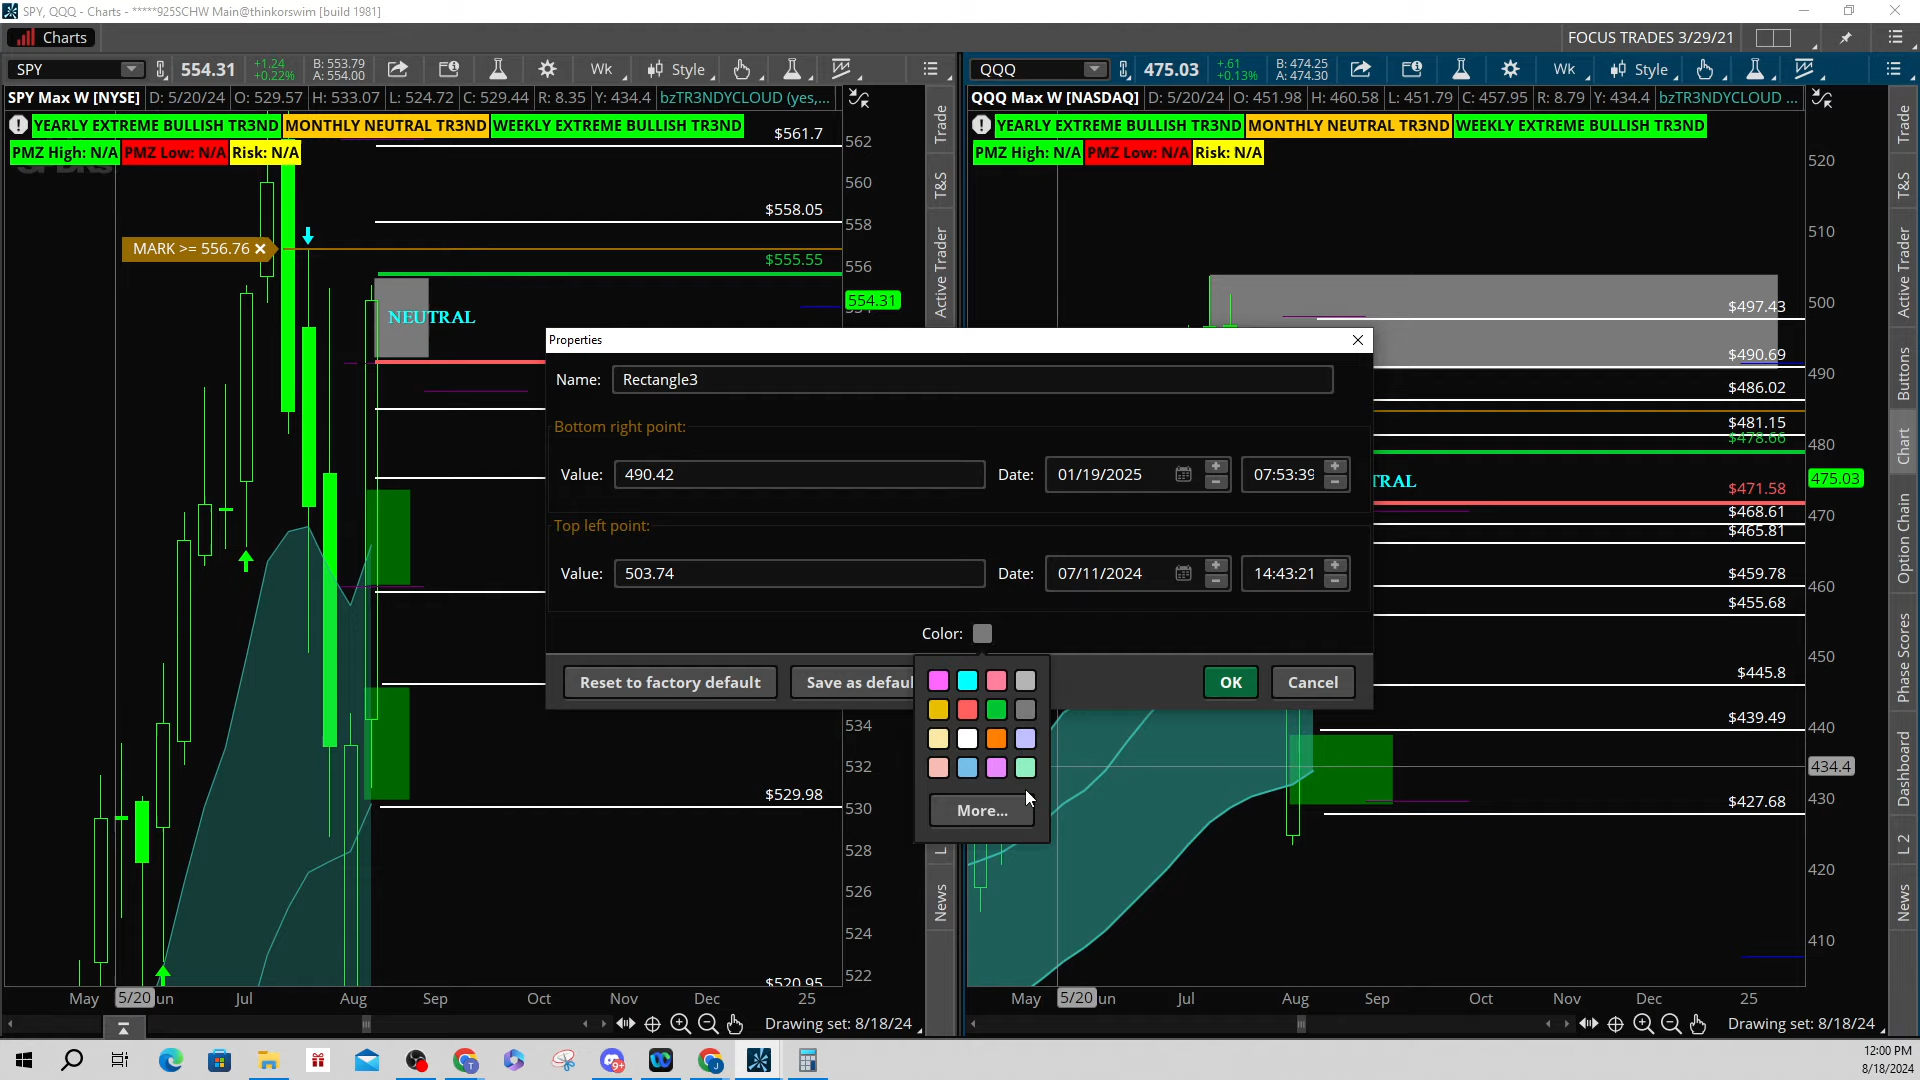 SPY, QQQ - Charts - *****925SCHW Main@thinkorswim [build 1981]
Charts
FOCUS TRADES 3/29/21
SPY
554.31
+1.24
+0.22%
B: 553.79
A: 554.00
Wk
Style
QQQ
475.03
+.61
+0.13%
B: 474.25
A: 474.30
Wk
Style
SPY Max W [NYSE]
D: 5/20/24
O: 529.57
H: 533.07
L: 524.72
C: 529.44
R: 8.35
Y: 434.4
bzTR3NDYCLOUD (yes,...
QQQ Max W [NASDAQ]
D: 5/20/24
O: 451.98
H: 460.58
L: 451.79
C: 457.95
R: 8.79
Y: 434.4
bzTR3NDYCLOUD ...
YEARLY EXTREME BULLISH TR3ND
MONTHLY NEUTRAL TR3ND
WEEKLY EXTREME BULLISH TR3ND
PMZ High: N/A
PMZ Low: N/A
Risk: N/A
YEARLY EXTREME BULLISH TR3ND
MONTHLY NEUTRAL TR3ND
WEEKLY EXTREME BULLISH TR3ND
PMZ High: N/A
PMZ Low: N/A
Risk: N/A
MARK >= 556.76
NEUTRAL
$561.7
$558.05
$555.55
$529.98
$520.95
562
560
558
556
554.31
534
532
530
528
526
524
522
Trade
T&S
Active Trader
L
News
Properties
Name:
Rectangle3
Bottom right point:
Value:
490.42
Date:
01/19/2025
07:53:39
Top left point:
Value:
503.74
Date:
07/11/2024
14:43:21
Color:
Reset to factory default
Save as defaul
OK
Cancel
More...
TRAL
$497.43
$490.69
$486.02
$481.15
$478.66
$471.58
$468.61
$465.81
$459.78
$455.68
$445.8
$439.49
$427.68
520
510
500
490
480
475.03
470
460
450
440
434.4
430
420
410
Trade
T&S
Active Trader
Buttons
Chart
Option Chain
Phase Scores
Dashboard
L 2
News
May
5/20
un
Jul
Aug
Sep
Oct
Nov
Dec
25
May
5/20
un
Jul
Aug
Sep
Oct
Nov
Dec
25
Drawing set: 8/18/24
Drawing set: 8/18/24
9+
T
J
12:00 PM
8/18/2024